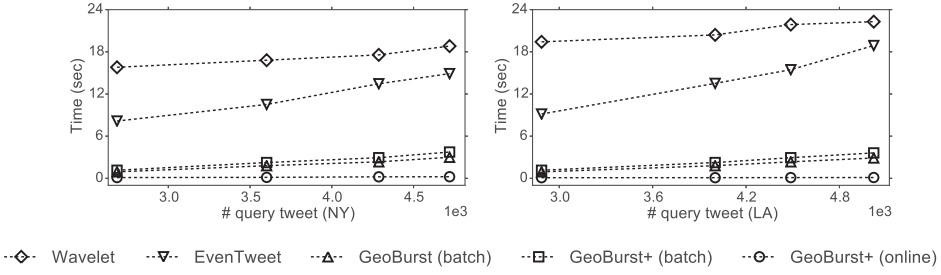 24
18
12
6
0
Time (sec)
3.0 3.5 4.0 4.5
# query tweet (NY)
1e3
24
18
12
6
0
Time (sec)
3.0 3.6 4.2 4.8
# query tweet (LA)
1e3
Wavelet EvenTweet GeoBurst (batch) GeoBurst+ (batch) GeoBurst+ (online)